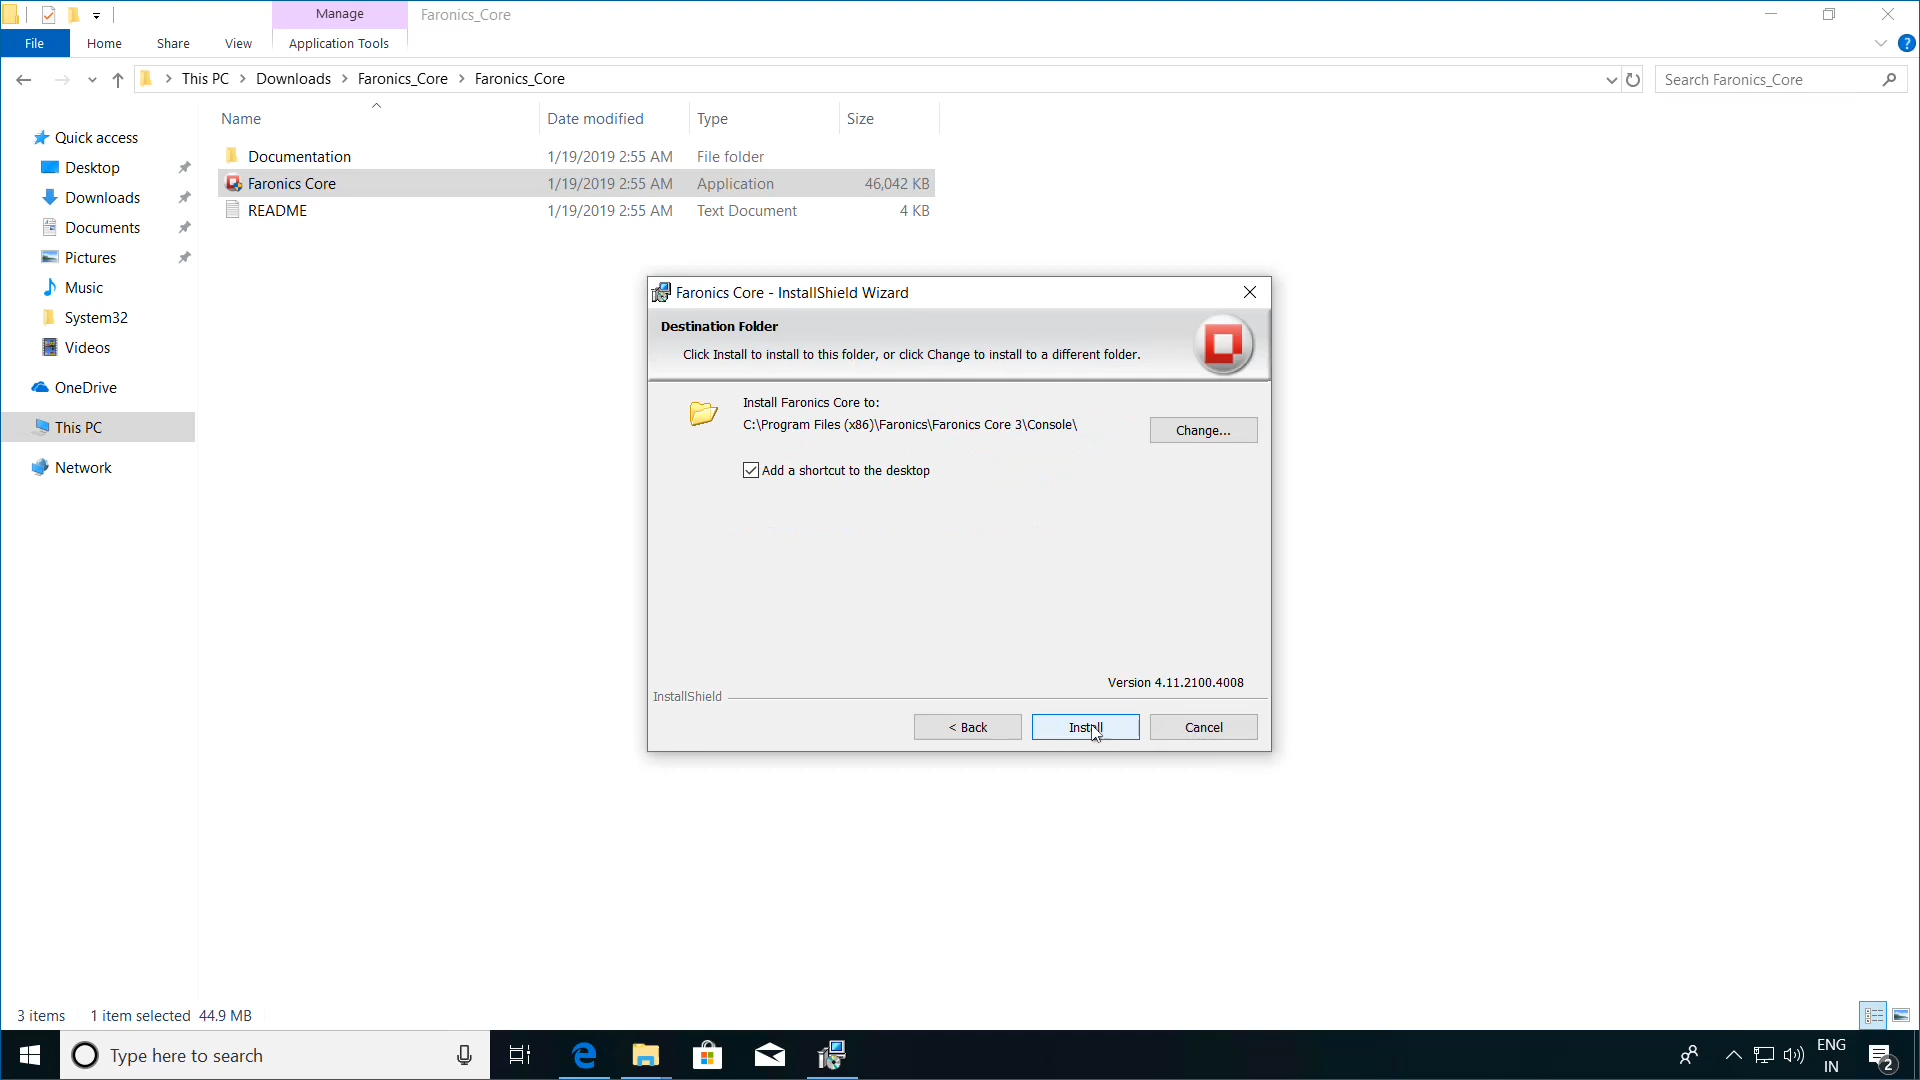 Manage
Faronics_Core
File
Home
Share
View
Application Tools
This PC
Downloads
Faronics_Core
Faronics_Core
Search Faronics_Core
Name
Date modified
Type
Size
Quick access
Desktop
Downloads
Documents
Pictures
Music
System32
Videos
OneDrive
This PC
Network
Documentation 1/19/2019 2:55 AM File folder
Faronics Core 1/19/2019 2:55 AM Application 46,042 KB
README 1/19/2019 2:55 AM Text Document 4 KB
Faronics Core - InstallShield Wizard
Destination Folder
Click Install to install to this folder, or click Change to install to a different folder.
Install Faronics Core to:
C:\Program Files (x86)\Faronics\Faronics Core 3\Console\
Change...
Add a shortcut to the desktop
Version 4.11.2100.4008
InstallShield
< Back
Install
Cancel
3 items
1 item selected 44.9 MB
Type here to search
ENG
IN
2